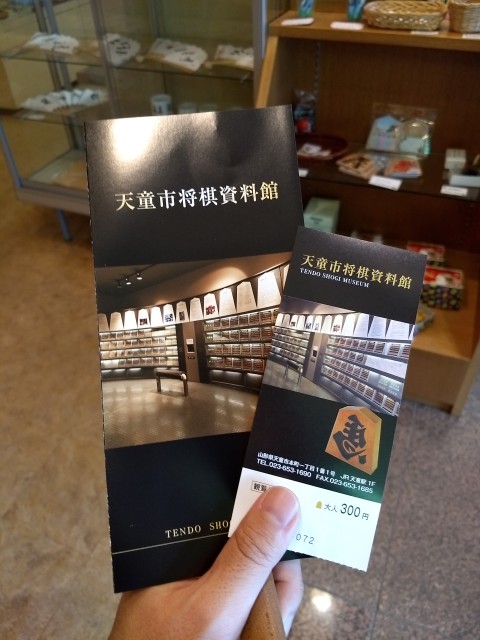 天童市将棋資料館
TENDO SHO
天童市将棋資料館
TENDO SHOGI MUSEUM
馬
山形県天童市本町一丁目1番1号 JR天童駅1F
TEL.023-653-1690 FAX.023-653-1685
観覧
大人 300円
072